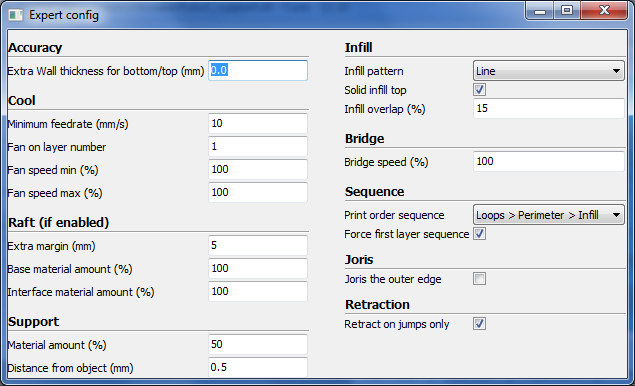 Expert config
Accuracy
Extra Wall thickness for bottom/top (mm) 0.0
Cool
Minimum feedrate (mm/s) 10
Fan on layer number 1
Fan speed min (%) 100
Fan speed max (%) 100
Raft (if enabled)
Extra margin (mm) 5
Base material amount (%) 100
Interface material amount (%) 100
Support
Material amount (%) 50
Distance from object (mm) 0.5
Infill
Infill pattern Line
Solid infill top
Infill overlap (%) 15
Bridge
Bridge speed (%) 100
Sequence
Print order sequence Loops > Perimeter > Infill
Force first layer sequence
Joris
Joris the outer edge
Retraction
Retract on jumps only